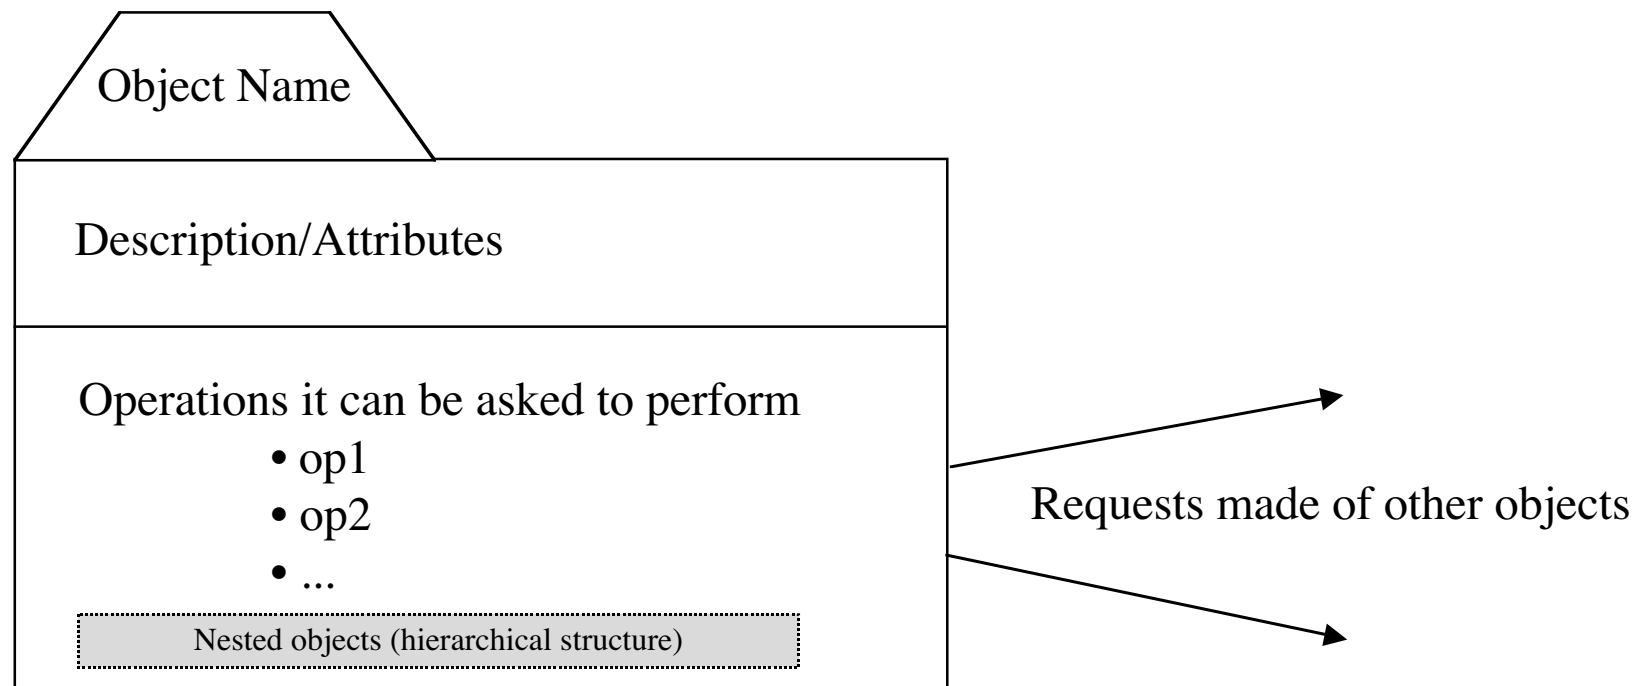 Object Name
Description/Attributes
Operations it can be asked to perform
• op1
• op2
• ...
Requests made of other objects
Nested objects (hierarchical structure)